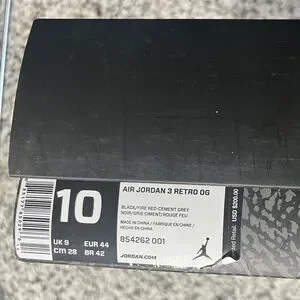 10
UK 9
EUR 44
CM 28
BR 42
AIR JORDAN 3 RETRO OG
BLACK/FIRE RED-CEMENT GREY
NOIR/GRIS CIMENT/ROUGE FEU
MADE IN CHINA / FABRIQUE EN CHINE /
HECHO EN CHINA
854262 001
JORDAN.COM
Retail:
USD $200.00